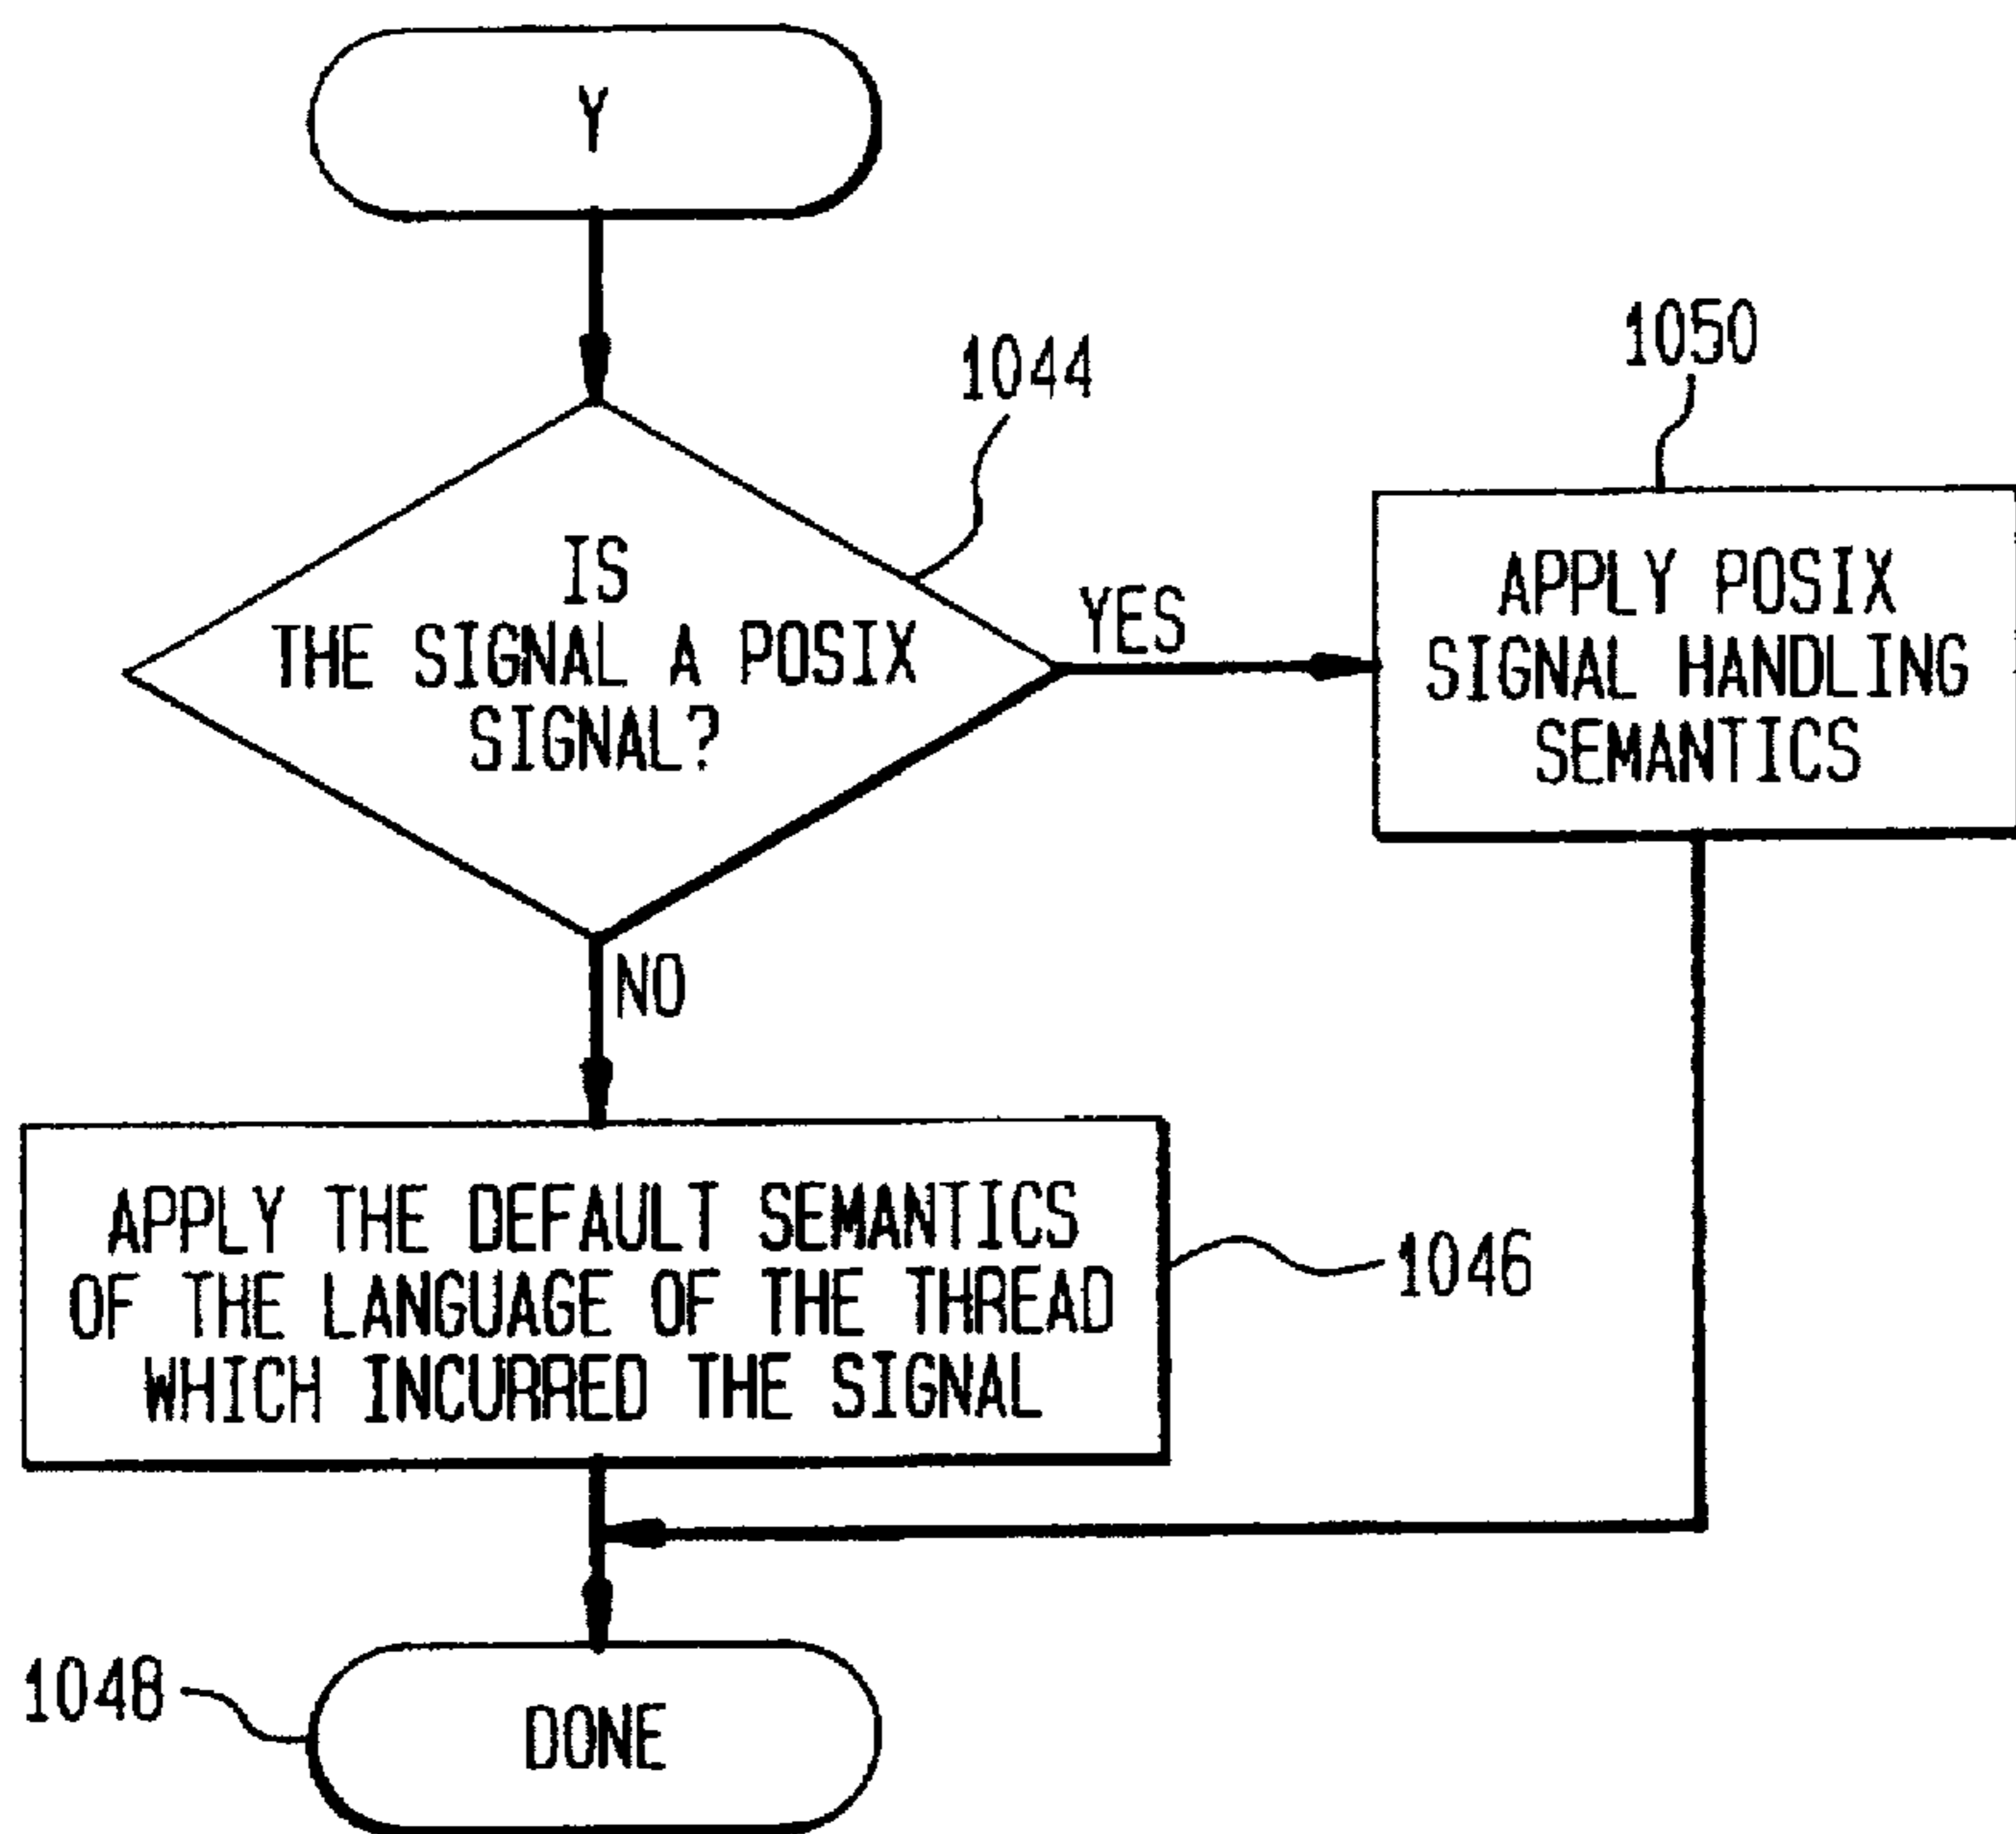 Y
1044
1050
IS
THE SIGNAL A POSIX
SIGNAL?
YES
APPLY POSIX
SIGNAL HANDLING
SEMANTICS
NO
APPLY THE DEFAULT SEMANTICS
OF THE LANGUAGE OF THE THREAD
WHICH INCURRED THE SIGNAL
1046
1048
DONE